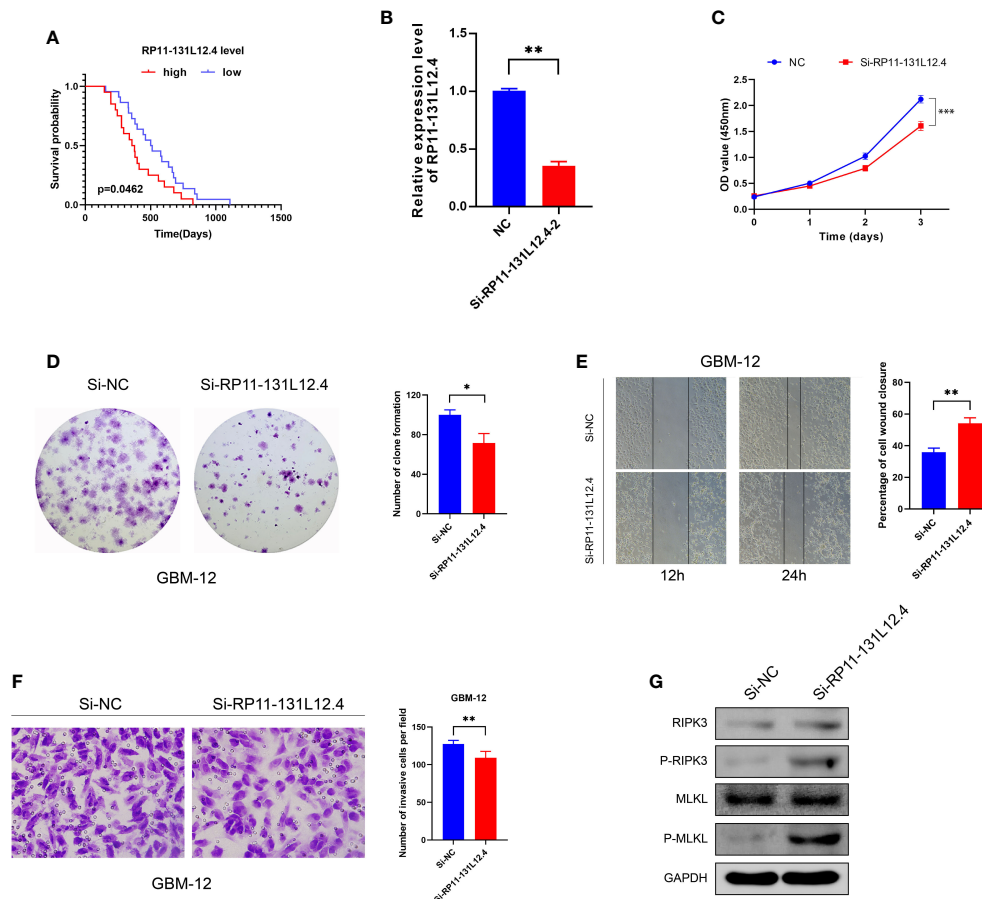 A
RP11-131L12.4 level
high
low
Survival probability
1.0
0.5
0.0
p=0.0462
0
500
1000
1500
Time(Days)
B
Relative expression level
of RP11-131L12.4
1.5
1.0
0.5
0.0
**
NC
Si-RP11-131L12.4-2
C
NC
Si-RP11-131L12.4
OD value (450nm)
2.5
2.0
1.5
1.0
0.5
0.0
***
0
1
2
3
Time (days)
D
Si-NC
Si-RP11-131L12.4
GBM-12
Number of clone formation
120
90
60
30
0
*
Si-NC
Si-RP11-131L12.4
E
GBM-12
Si-NC
Si-RP11-131L12.4
12h
24h
Percentage of cell wound closure
80
60
40
20
0
**
Si-NC
Si-RP11-131L12.4
F
Si-NC
Si-RP11-131L12.4
GBM-12
GBM-12
Number of invasive cells per field
150
100
50
0
**
Si-NC
Si-RP11-131L12.4
G
Si-NC
Si-RP11-131L12.4
RIPK3
P-RIPK3
MLKL
P-MLKL
GAPDH